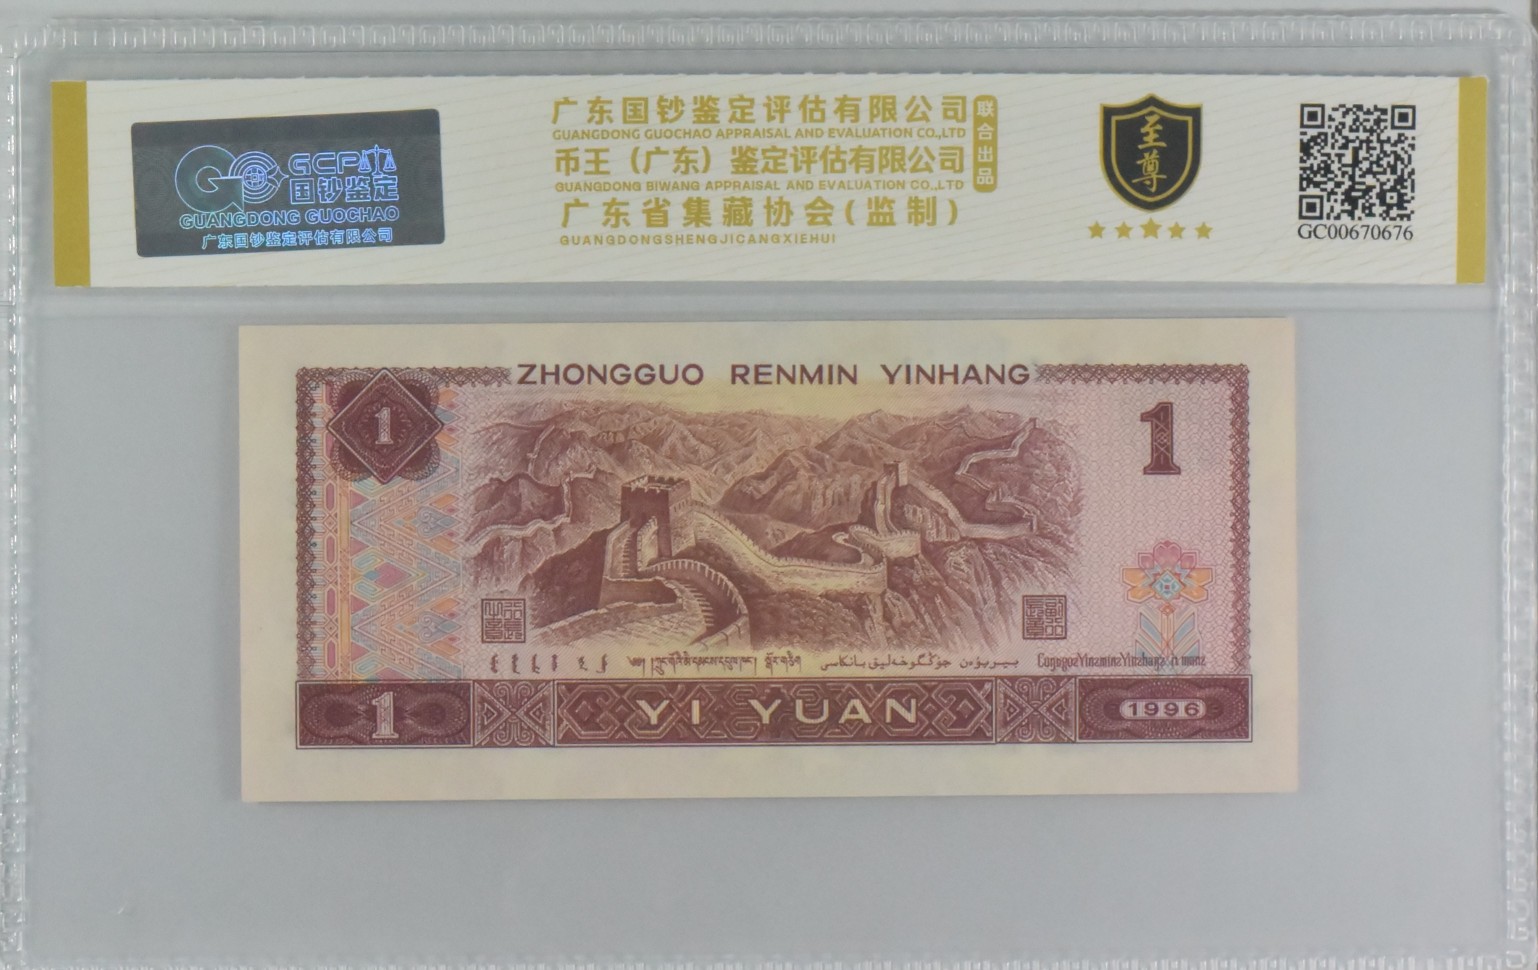 GCP
国钞鉴定
GUANGDONG GUOCHAO
广东国钞鉴定评估有限公司
广东国钞鉴定评估有限公司
GUANGDONG GUOCHAO APPRAISAL AND EVALUATION CO.,LTD
币王（广东）鉴定评估有限公司
GUANGDONG BIWANG APPRAISAL AND EVALUATION CO.,LTD
广东省集藏协会(监制)
GUANGDONGSHENGJICANGXIEHUI
联合出品
至尊
GC00670676
ZHONGGUO RENMIN YINHANG
1
1
1
YI YUAN
1996